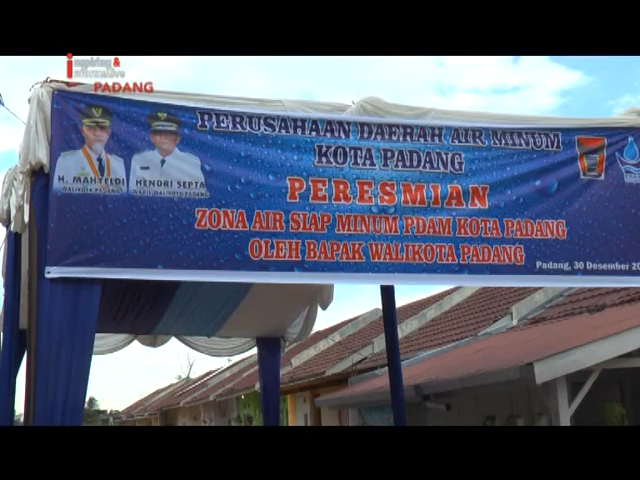 Inspiring &
Informative
PADANG
PERUSAHAAN DAERAH AIR MINUM
KOTA PADANG
H. MAHYELDI
WALIKOTA PADANG
HENDRI SEPTA
WAKIL WALIKOTA PADANG
PERESMIAN
ZONA AIR SIAP MINUM PDAM KOTA PADANG
OLEH BAPAK WALIKOTA PADANG
Padang, 30 Desember